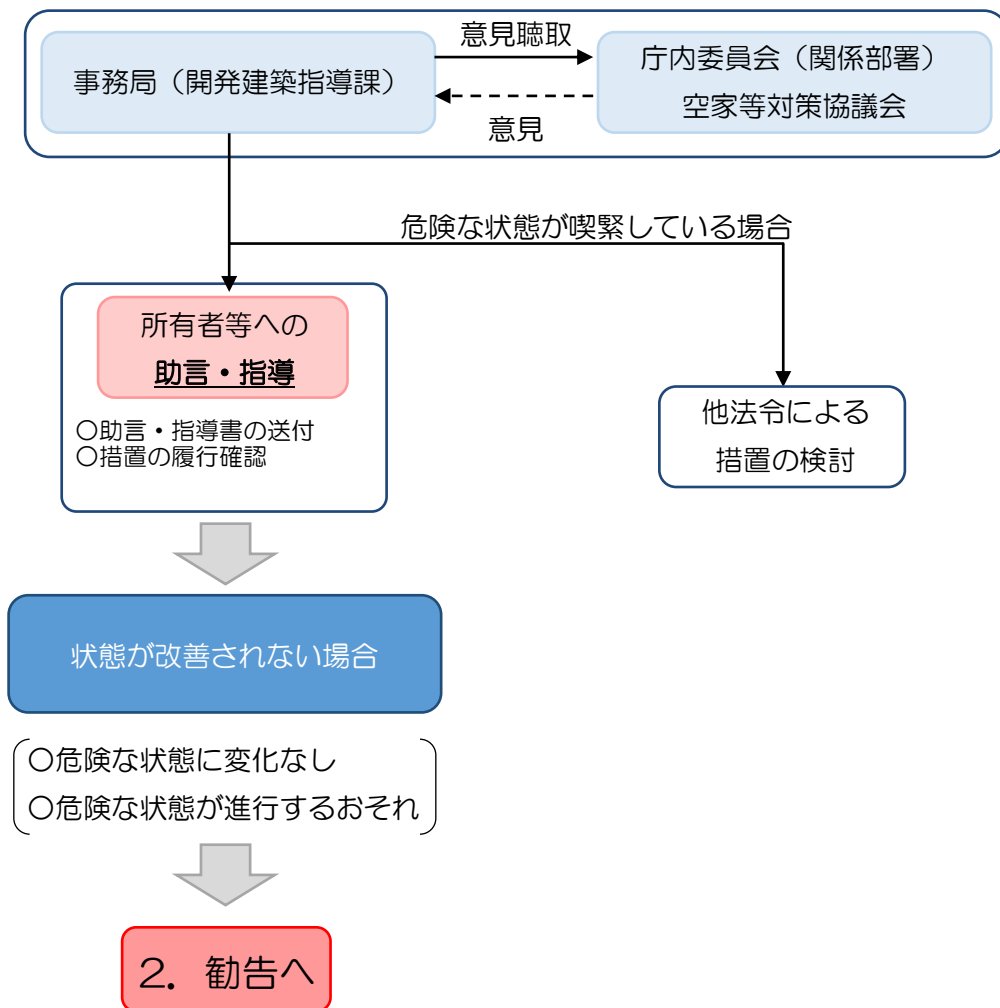 意見聴取
事務局（開発建築指導課）
庁内委員会（関係部署）
空家等対策協議会
意見
危険な状態が喫緊している場合
所有者等への
助言・指導
〇助言・指導書の送付
〇措置の履行確認
他法令による
措置の検討
状態が改善されない場合
〇危険な状態に変化なし
〇危険な状態が進行するおそれ
２．勧告へ